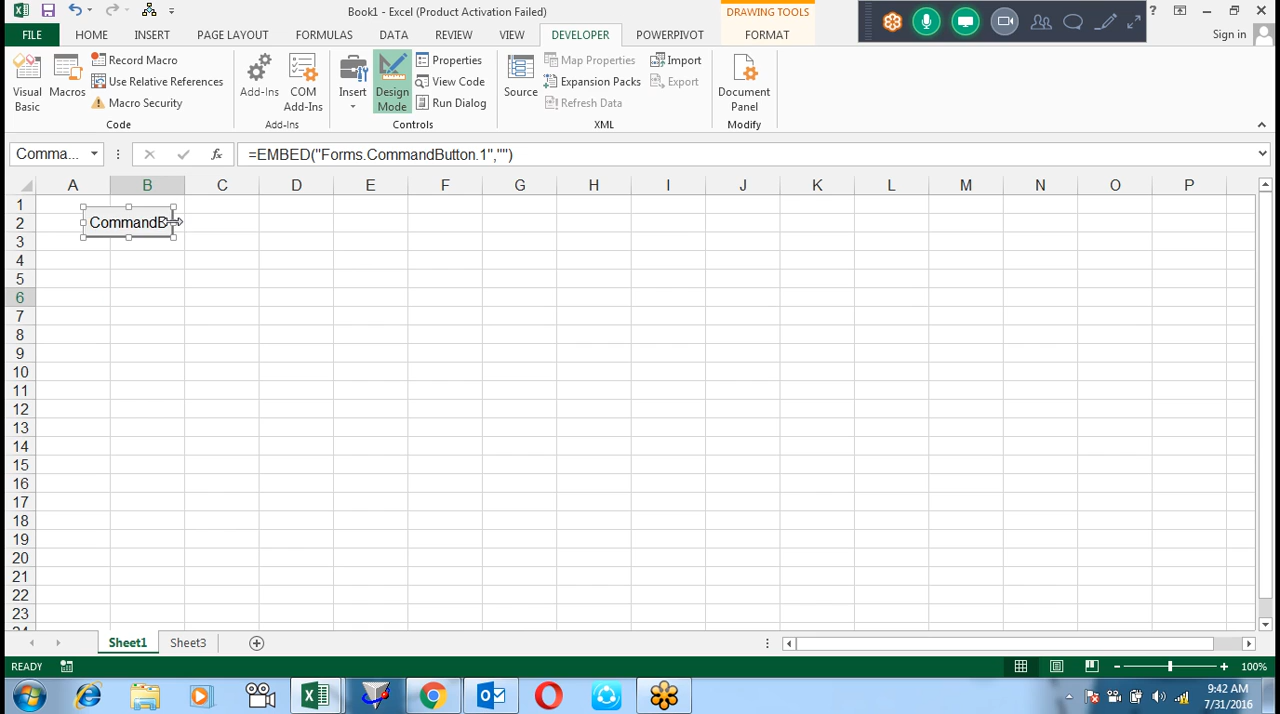 Book1 - Excel (Product Activation Failed)
DRAWING TOOLS
?
FILE HOME INSERT PAGE LAYOUT FORMULAS DATA REVIEW VIEW DEVELOPER POWERPIVOT FORMAT Sign in
Visual Basic
Macros
Record Macro
Use Relative References
Macro Security
Code
Add-Ins
COM Add-Ins
Add-Ins
Insert
Design Mode
Properties
View Code
Run Dialog
Controls
Source
Map Properties
Expansion Packs
Refresh Data
Import
Export
XML
Document Panel
Modify
Comma...
fx
=EMBED("Forms.CommandButton.1","")
A B C D E F G H I J K L M N O P
1
2
CommandB
3
4
5
6
7
8
9
10
11
12
13
14
15
16
17
18
19
20
21
22
23
24
Sheet1 Sheet3
READY
100%
9:42 AM
7/31/2016